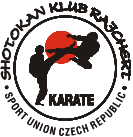 SHOTOKAN KLUB RAJCHERT
KARATE
• SPORT UNION CZECH REPUBLIC •